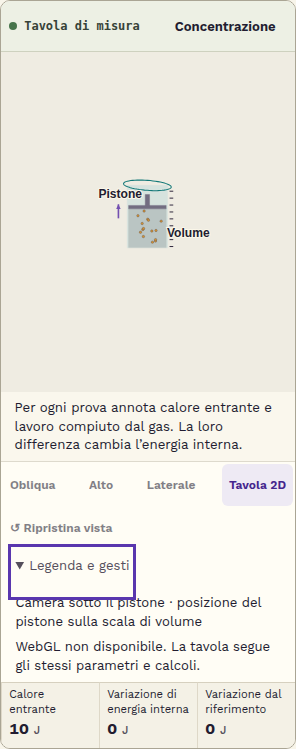 Tavola di misura
Concentrazione
Pistone
Volume
Per ogni prova annota calore entrante e
lavoro compiuto dal gas. La loro
differenza cambia l'energia interna.
Obliqua
Alto
Laterale
Tavola 2D
↺ Ripristina vista
▼ Legenda e gesti
Camera sotto il pistone · posizione del
pistone sulla scala di volume
WebGL non disponibile. La tavola segue
gli stessi parametri e calcoli.
Calore
entrante
10 J
Variazione di
energia interna
0 J
Variazione dal
riferimento
0 J